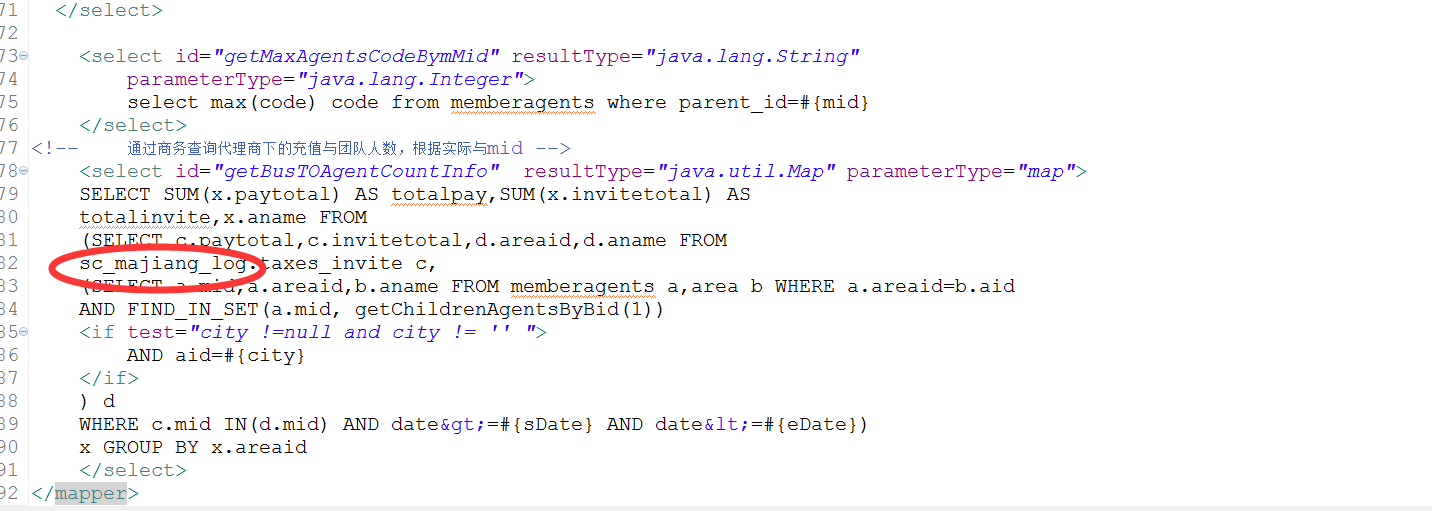 71 </select>
72
73 <select id="getMaxAgentsCodeBymMid" resultType="java.lang.String"
74 parameterType="java.lang.Integer">
75 select max(code) code from memberagents where parent_id=#{mid}
76 </select>
77 <!-- 通过商务查询代理商下的充值与团队人数，根据实际与mid -->
78 <select id="getBusTOAgentCountInfo" resultType="java.util.Map" parameterType="map">
79 SELECT SUM(x.paytotal) AS totalpay,SUM(x.invitetotal) AS
80 totalinvite,x.aname FROM
81 (SELECT c.paytotal,c.invitetotal,d.areaid,d.aname FROM
82 sc_majiang_log.taxes_invite c,
83 (SELECT a.mid,a.areaid,b.aname FROM memberagents a,area b WHERE a.areaid=b.aid
84 AND FIND_IN_SET(a.mid, getChildrenAgentsByBid(1))
85 <if test="city !=null and city != '' ">
86 AND aid=#{city}
87 </if>
88 ) d
89 WHERE c.mid IN(d.mid) AND date&gt;=#{sDate} AND date&lt;=#{eDate})
90 x GROUP BY x.areaid
91 </select>
92 </mapper>